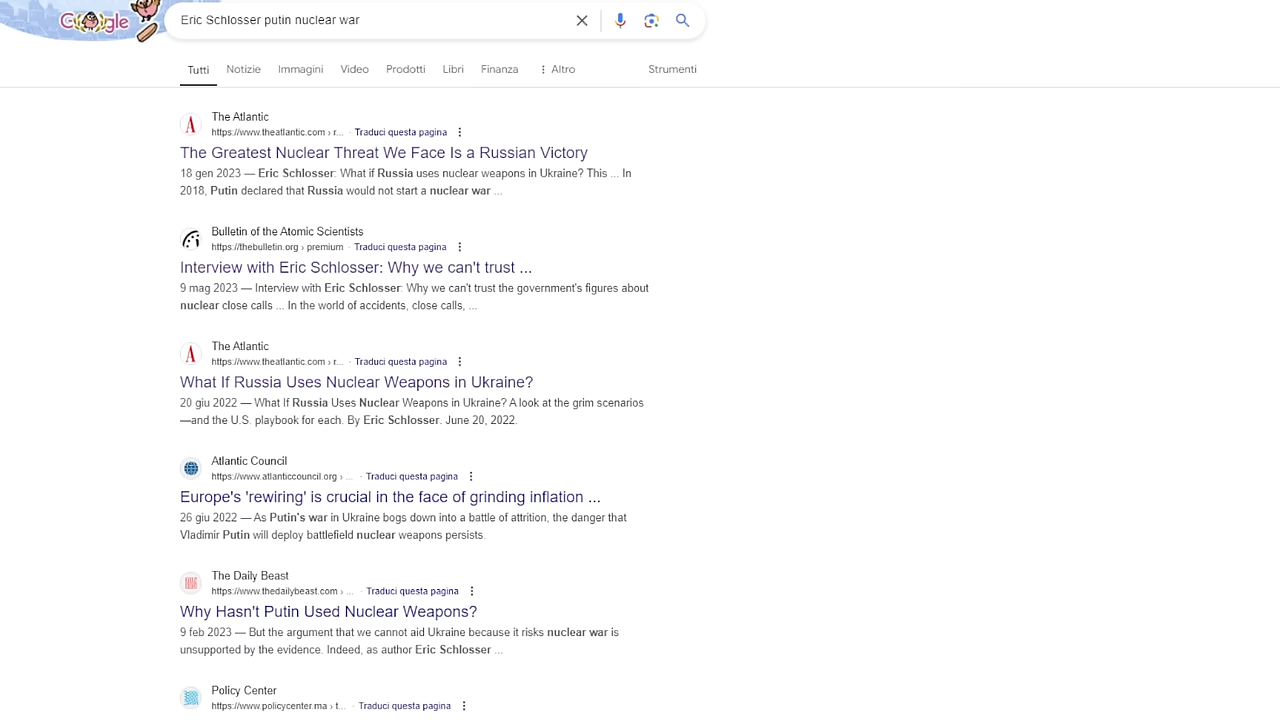 Google
Eric Schlosser putin nuclear war
Tutti Notizie Immagini Video Prodotti Libri Finanza Altro Strumenti
The Atlantic
https://www.theatlantic.com › r... · Traduci questa pagina
The Greatest Nuclear Threat We Face Is a Russian Victory
18 gen 2023 — Eric Schlosser: What if Russia uses nuclear weapons in Ukraine? This ... In
2018, Putin declared that Russia would not start a nuclear war ...
Bulletin of the Atomic Scientists
https://thebulletin.org › premium · Traduci questa pagina
Interview with Eric Schlosser: Why we can't trust ...
9 mag 2023 — Interview with Eric Schlosser: Why we can't trust the government's figures about
nuclear close calls ... In the world of accidents, close calls, ...
The Atlantic
https://www.theatlantic.com › r... · Traduci questa pagina
What If Russia Uses Nuclear Weapons in Ukraine?
20 giu 2022 — What If Russia Uses Nuclear Weapons in Ukraine? A look at the grim scenarios
—and the U.S. playbook for each. By Eric Schlosser. June 20, 2022.
Atlantic Council
https://www.atlanticcouncil.org › ... · Traduci questa pagina
Europe's 'rewiring' is crucial in the face of grinding inflation ...
26 giu 2022 — As Putin's war in Ukraine bogs down into a battle of attrition, the danger that
Vladimir Putin will deploy battlefield nuclear weapons persists.
The Daily Beast
https://www.thedailybeast.com › ... · Traduci questa pagina
Why Hasn't Putin Used Nuclear Weapons?
9 feb 2023 — But the argument that we cannot aid Ukraine because it risks nuclear war is
unsupported by the evidence. Indeed, as author Eric Schlosser ...
Policy Center
https://www.policycenter.ma › t... · Traduci questa pagina